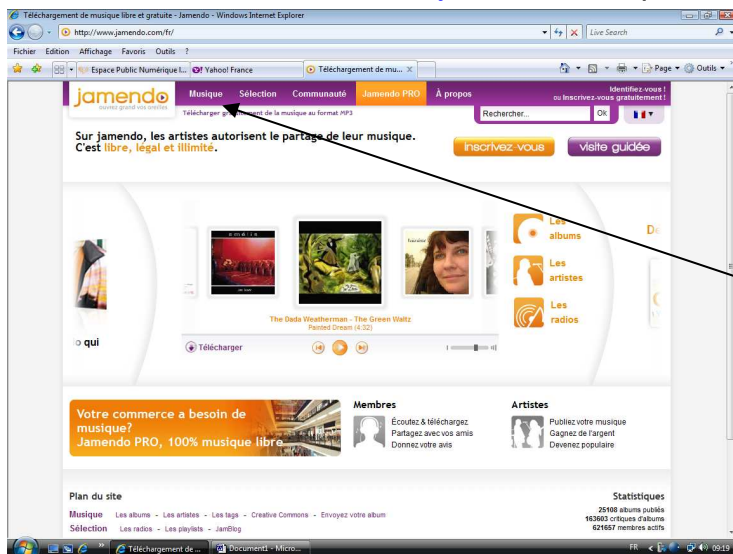 Téléchargement de musique libre et gratuite - Jamendo - Windows Internet Explorer
http://www.jamendo.com/fr/
Live Search
Fichier Edition Affichage Favoris Outils ?
Espace Public Numérique l... Yahoo! France Téléchargement de mu... X
Page Outils
jamendo
ouvrez grand vos oreilles
Musique Sélection Communauté Jamendo PRO À propos
Identifiez-vous !
ou Inscrivez-vous gratuitement !
Télécharger gratuitement de la musique au format MP3
Rechercher... Ok
Sur jamendo, les artistes autorisent le partage de leur musique.
C'est libre, légal et illimité.
inscrivez-vous visite guidée
Les albums
Les artistes
Les radios
o qui
The Dada Weatherman - The Green Waltz
Painted Dream (4:32)
Télécharger
Votre commerce a besoin de
musique?
Jamendo PRO, 100% musique libre
Membres
Écoutez & téléchargez
Partagez avec vos amis
Donnez votre avis
Artistes
Publiez votre musique
Gagnez de l'argent
Devenez populaire
Plan du site
Musique Les albums - Les artistes - Les tags - Creative Commons - Envoyez votre album
Sélection Les radios - Les playlists - JamBlog
Statistiques
25108 albums publiés
163603 critiques d'albums
621657 membres actifs
Téléchargement de ... Document1 - Micro...
FR 09:19